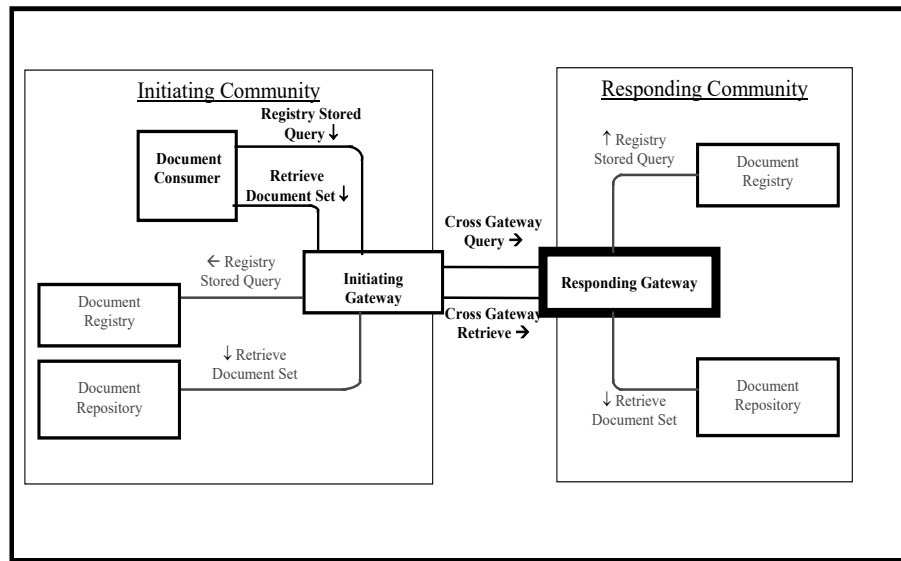 Initiating Community
Registry Stored
Query ↓
Document
Consumer
Retrieve
Document Set ↓
← Registry
Stored Query
Initiating
Gateway
Document
Registry
↓ Retrieve
Document Set
Document
Repository
Cross Gateway
Query →
Cross Gateway
Retrieve →
Responding Community
↑ Registry
Stored Query
Document
Registry
Responding Gateway
↓ Retrieve
Document Set
Document
Repository